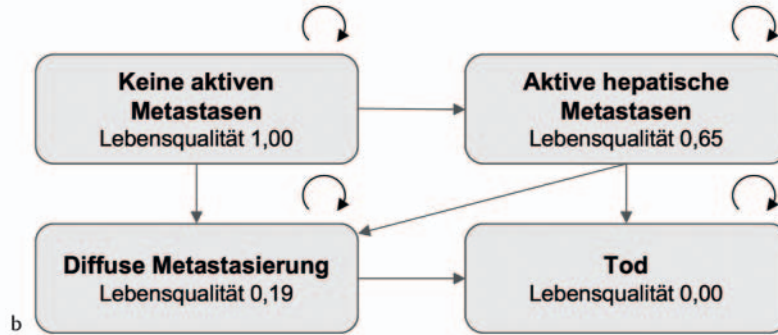 Keine aktiven
Metastasen
Lebensqualität 1,00
Aktive hepatische
Metastasen
Lebensqualität 0,65
Diffuse Metastasierung
Lebensqualität 0,19
Tod
Lebensqualität 0,00
b